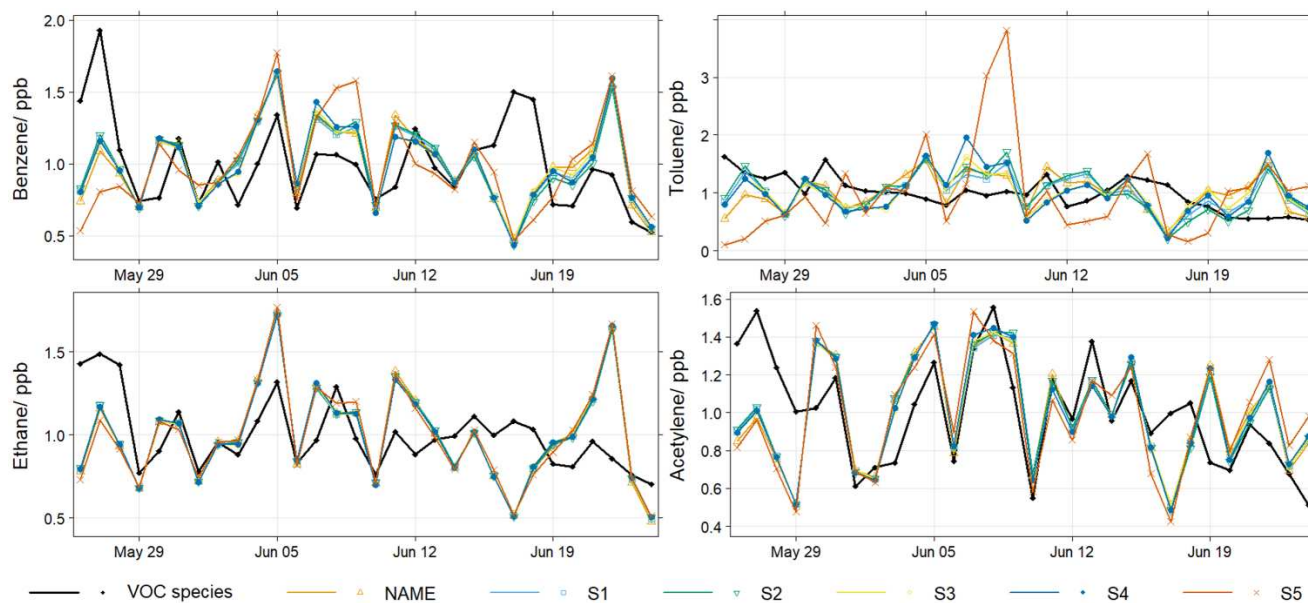 Benzene/ ppb
2.0
1.5
1.0
0.5
May 29
Jun 05
Jun 12
Jun 19
Toluene/ ppb
3
2
1
0
May 29
Jun 05
Jun 12
Jun 19
Ethane/ ppb
1.5
1.0
0.5
May 29
Jun 05
Jun 12
Jun 19
Acetylene/ ppb
1.6
1.4
1.2
1.0
0.8
0.6
0.4
May 29
Jun 05
Jun 12
Jun 19
VOC species NAME S1 S2 S3 S4 S5